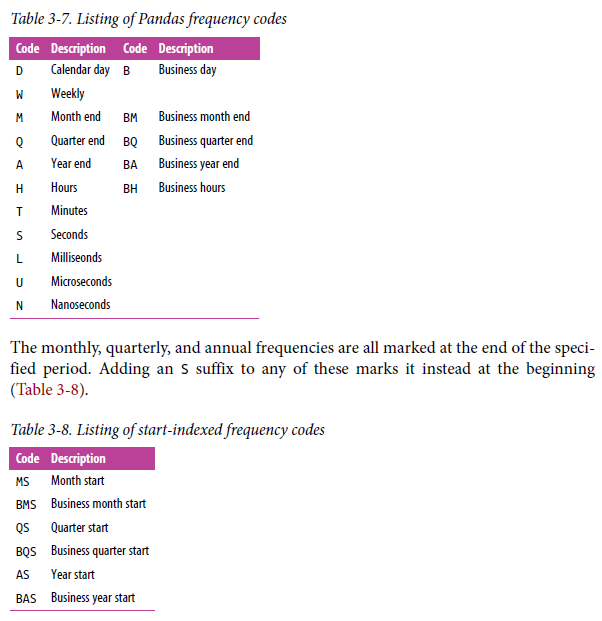 Table 3-7. Listing of Pandas frequency codes
Code Description Code Description
D Calendar day B Business day
W Weekly
M Month end BM Business month end
Q Quarter end BQ Business quarter end
A Year end BA Business year end
H Hours BH Business hours
T Minutes
S Seconds
L Milliseonds
U Microseconds
N Nanoseconds
The monthly, quarterly, and annual frequencies are all marked at the end of the speci-
fied period. Adding an S suffix to any of these marks it instead at the beginning
(Table 3-8).
Table 3-8. Listing of start-indexed frequency codes
Code Description
MS Month start
BMS Business month start
QS Quarter start
BQS Business quarter start
AS Year start
BAS Business year start